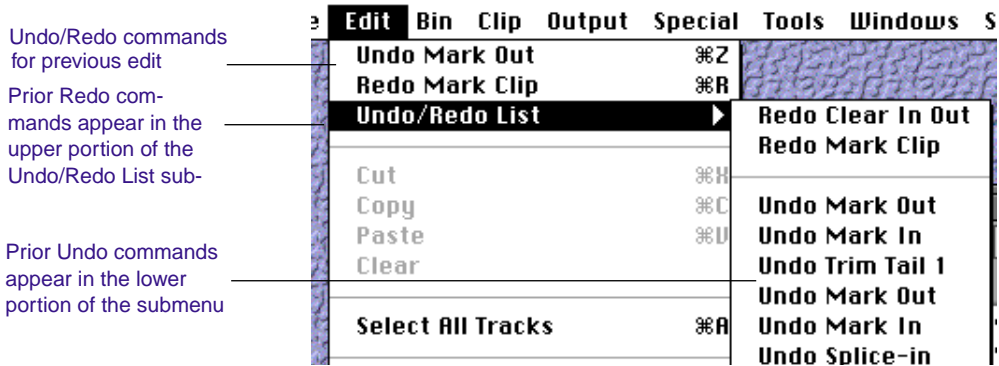 Undo/Redo commands
for previous edit
Prior Redo com-
mands appear in the
upper portion of the
Undo/Redo List sub-
Prior Undo commands
appear in the lower
portion of the submenu
e Edit Bin Clip Output Special Tools Windows S
Undo Mark Out ⌘Z
Redo Mark Clip ⌘R
Undo/Redo List
Cut ⌘X
Copy ⌘C
Paste ⌘V
Clear
Select All Tracks ⌘A
Redo Clear In Out
Redo Mark Clip
Undo Mark Out
Undo Mark In
Undo Trim Tail 1
Undo Mark Out
Undo Mark In
Undo Splice-in